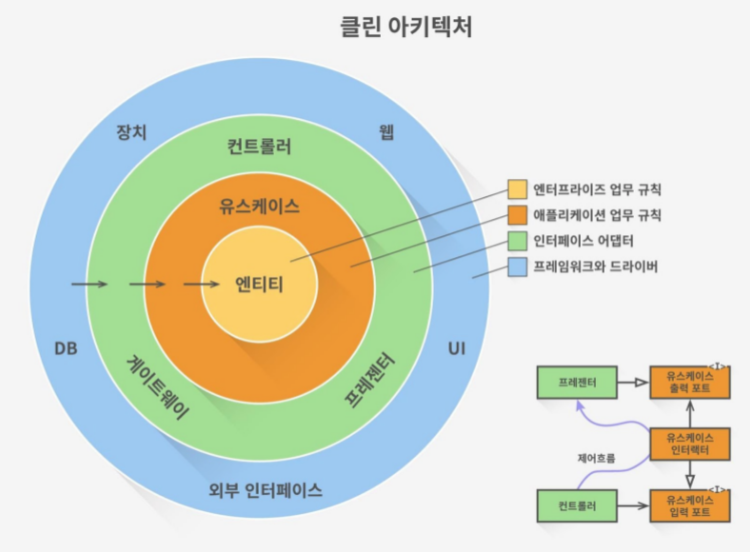 클린 아키텍처
장치
웹
컨트롤러
유스케이스
엔티티
DB
UI
게이트웨이
프레젠터
외부 인터페이스
엔터프라이즈 업무 규칙
애플리케이션 업무 규칙
인터페이스 어댑터
프레임워크와 드라이버
프레젠터
<I>
유스케이스
출력 포트
유스케이스
인터랙터
제어흐름
컨트롤러
<I>
유스케이스
입력 포트